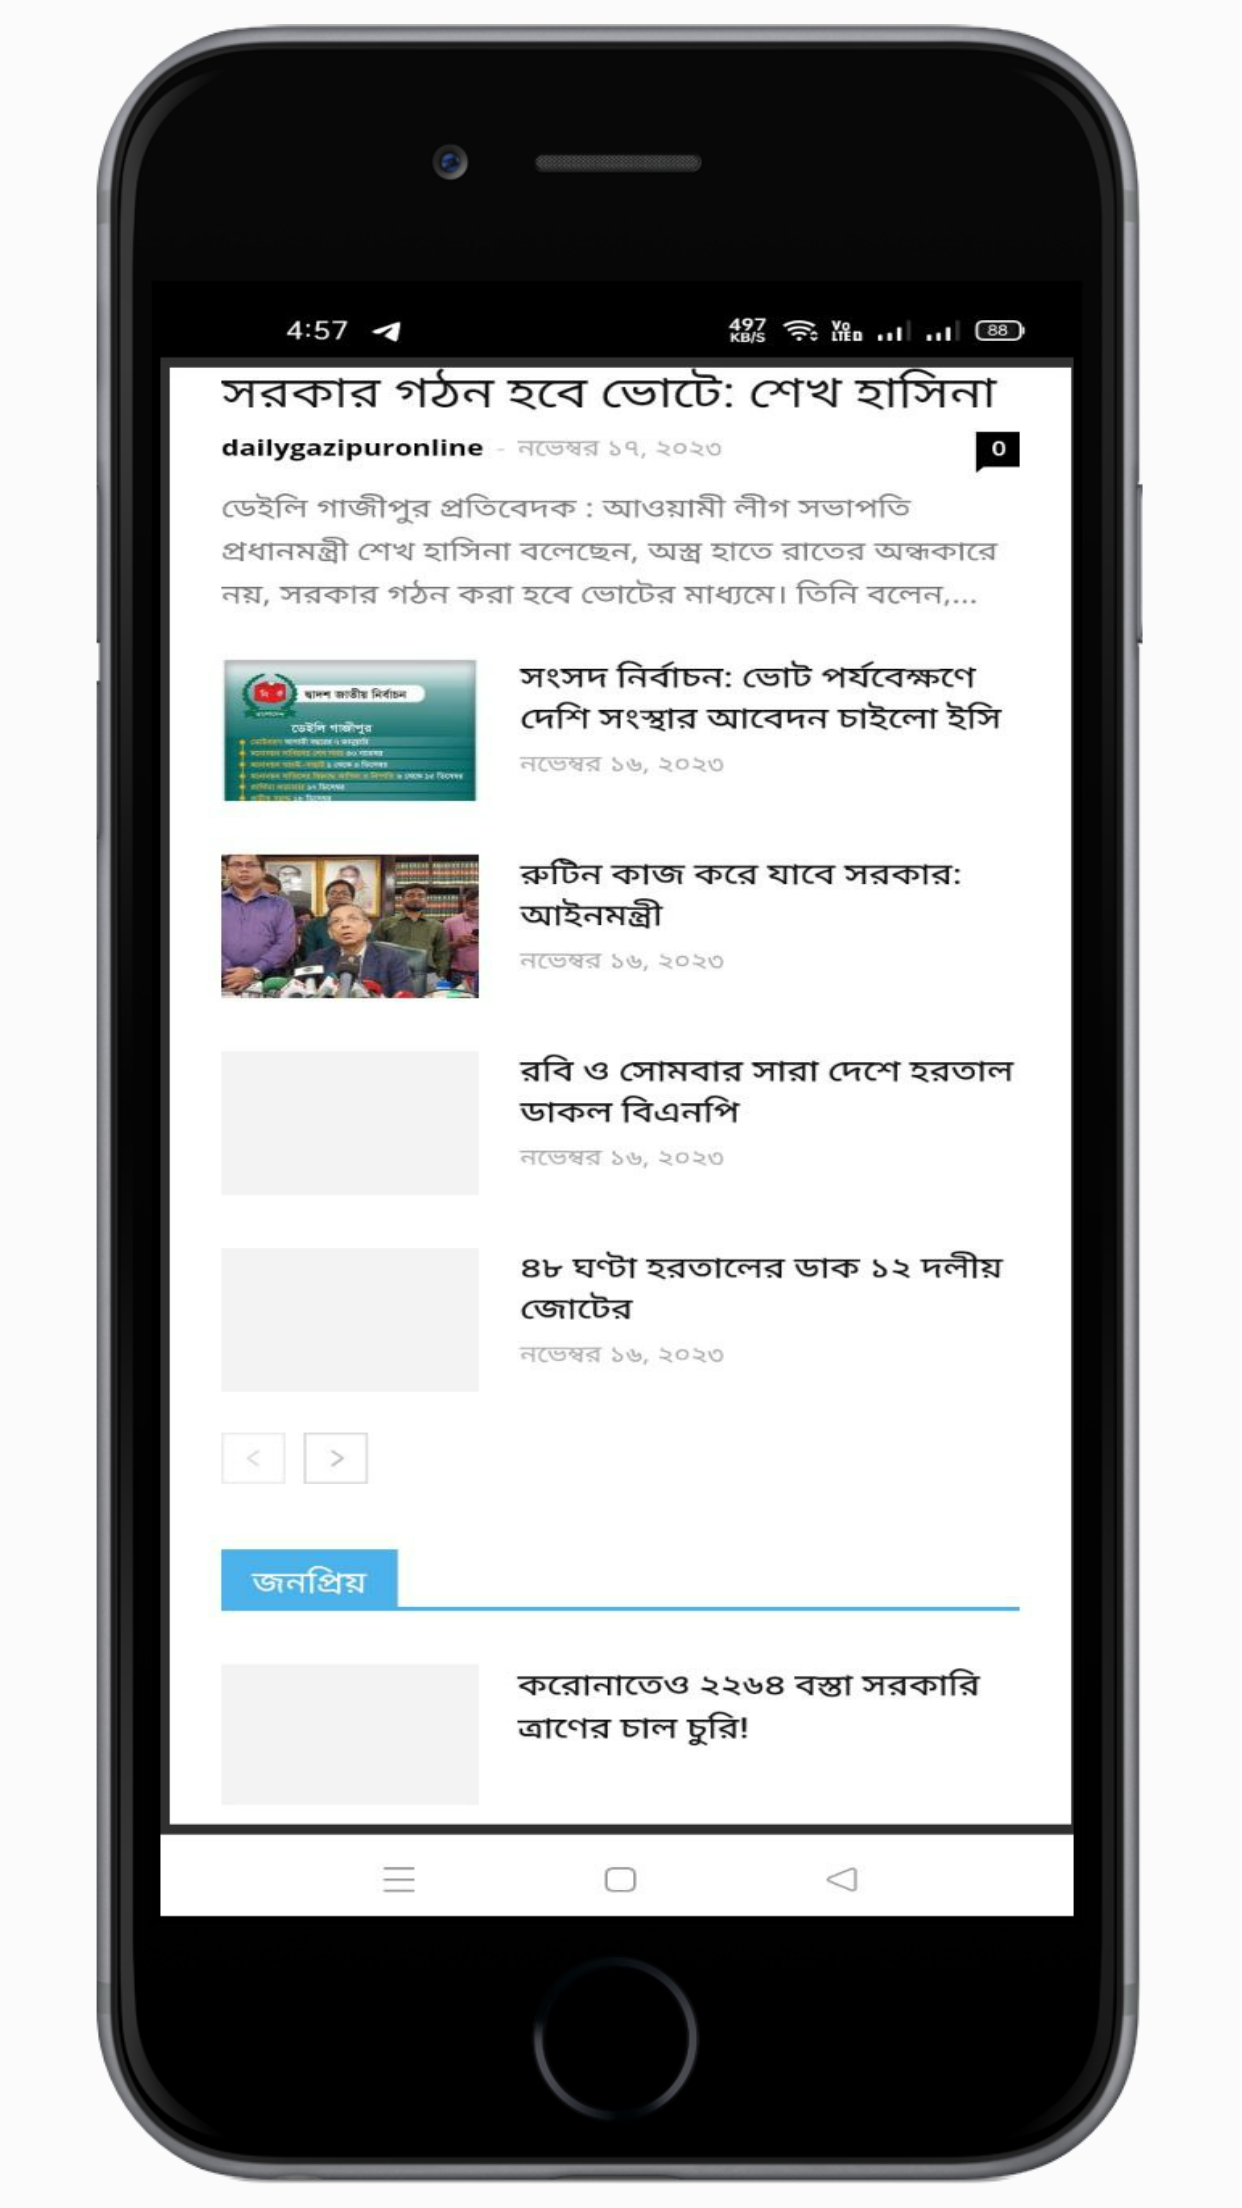 4:57
497
KB/S
Vo
LTE
88
সরকার গঠন হবে ভোটে: শেখ হাসিনা
dailygazipuronline - নভেম্বর ১৭, ২০২৩
0
ডেইলি গাজীপুর প্রতিবেদক : আওয়ামী লীগ সভাপতি
প্রধানমন্ত্রী শেখ হাসিনা বলেছেন, অস্ত্র হাতে রাতের অন্ধকারে
নয়, সরকার গঠন করা হবে ভোটের মাধ্যমে। তিনি বলেন,...
দ্বাদশ জাতীয় নির্বাচন
ডেইলি গাজীপুর
সংসদ নির্বাচন: ভোট পর্যবেক্ষণে
দেশি সংস্থার আবেদন চাইলো ইসি
নভেম্বর ১৬, ২০২৩
রুটিন কাজ করে যাবে সরকার:
আইনমন্ত্রী
নভেম্বর ১৬, ২০২৩
রবি ও সোমবার সারা দেশে হরতাল
ডাকল বিএনপি
নভেম্বর ১৬, ২০২৩
৪৮ ঘণ্টা হরতালের ডাক ১২ দলীয়
জোটের
নভেম্বর ১৬, ২০২৩
< >
জনপ্রিয়
করোনাতেও ২২৬৪ বস্তা সরকারি
ত্রাণের চাল চুরি!